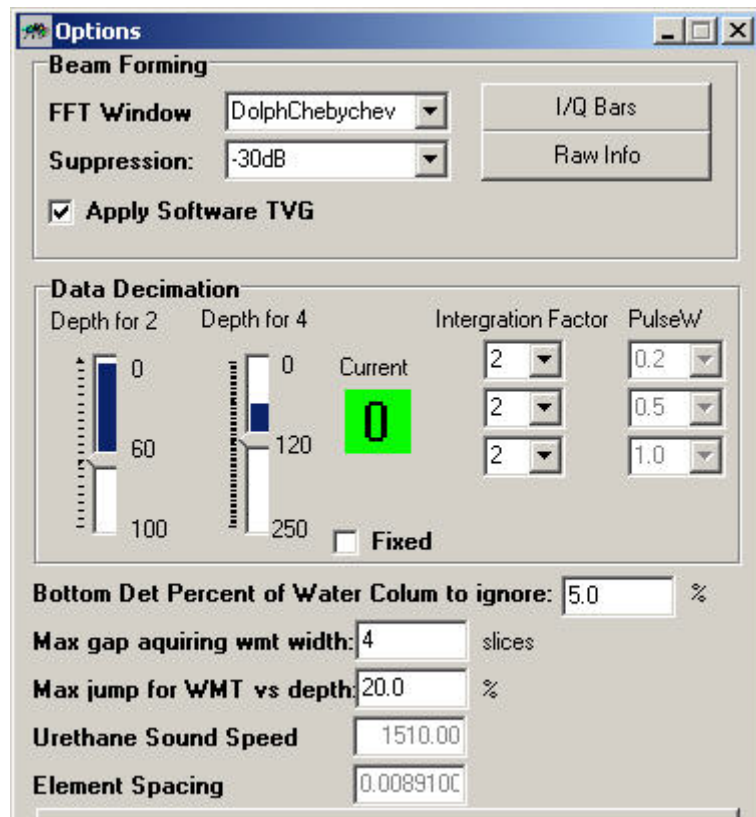 Options
Beam Forming
FFT Window DolphChebychev I/Q Bars
Suppression: -30dB Raw Info
Apply Software TVG
Data Decimation
Depth for 2 Depth for 4 Intergration Factor PulseW
0 0 Current 2 0.2
0 2 0.5
60 120 2 1.0
100 250 Fixed
Bottom Det Percent of Water Colum to ignore: 5.0 %
Max gap aquiring wmt width: 4 slices
Max jump for WMT vs depth: 20.0 %
Urethane Sound Speed 1510.00
Element Spacing 0.008910